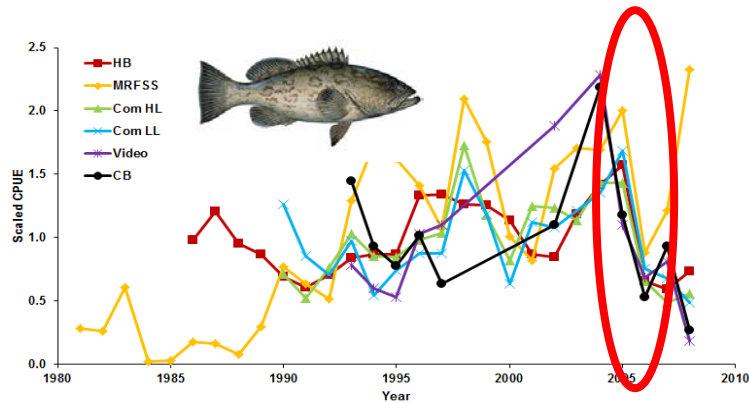 2.5
2.0
1.5
1.0
0.5
0.0
Scaled CPUE
HB
MRFSS
Com HL
Com LL
Video
CB
1980 1985 1990 1995 2000 2005 2010
Year